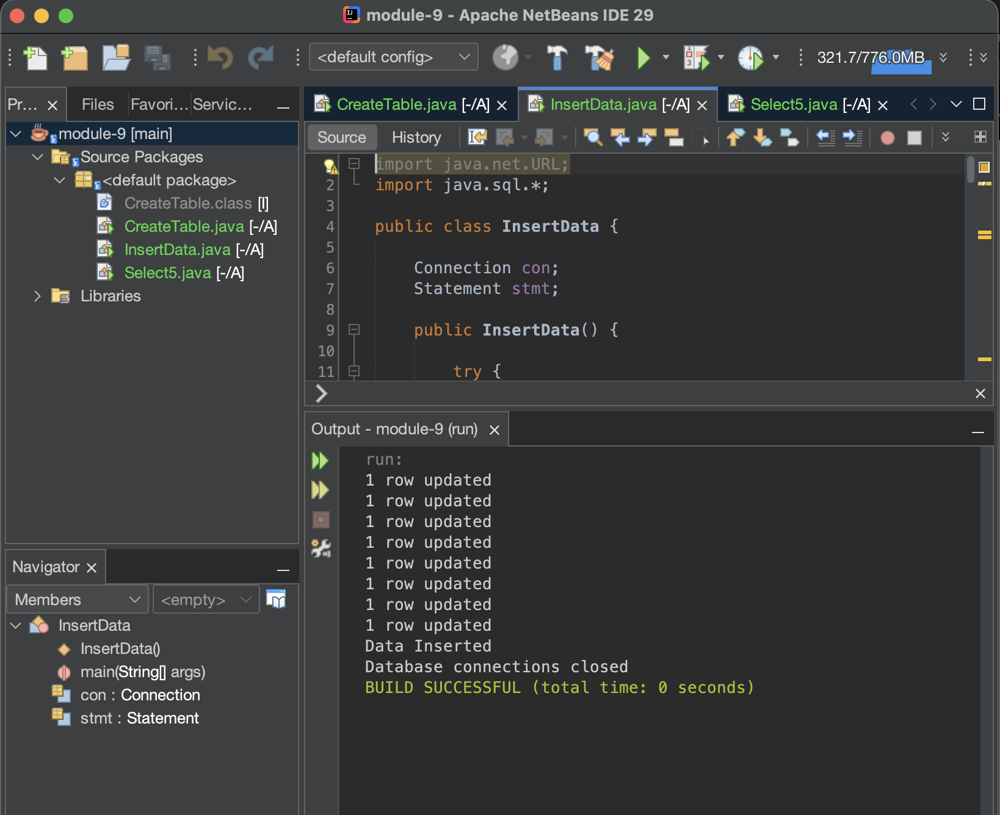 module-9 - Apache NetBeans IDE 29
<default config>
321.7/776.0MB
Pr...
Files
Favori...
Servic...
module-9 [main]
Source Packages
<default package>
CreateTable.class [I]
CreateTable.java [-/A]
InsertData.java [-/A]
Select5.java [-/A]
Libraries
CreateTable.java [-/A]
InsertData.java [-/A]
Select5.java [-/A]
Source
History
import java.net.URL;
2 import java.sql.*;
3
4 public class InsertData {
5
6 Connection con;
7 Statement stmt;
8
9 public InsertData() {
10
11 try {
Navigator
Members
<empty>
InsertData
InsertData()
main(String[] args)
con : Connection
stmt : Statement
Output - module-9 (run)
run:
1 row updated
1 row updated
1 row updated
1 row updated
1 row updated
1 row updated
1 row updated
1 row updated
Data Inserted
Database connections closed
BUILD SUCCESSFUL (total time: 0 seconds)